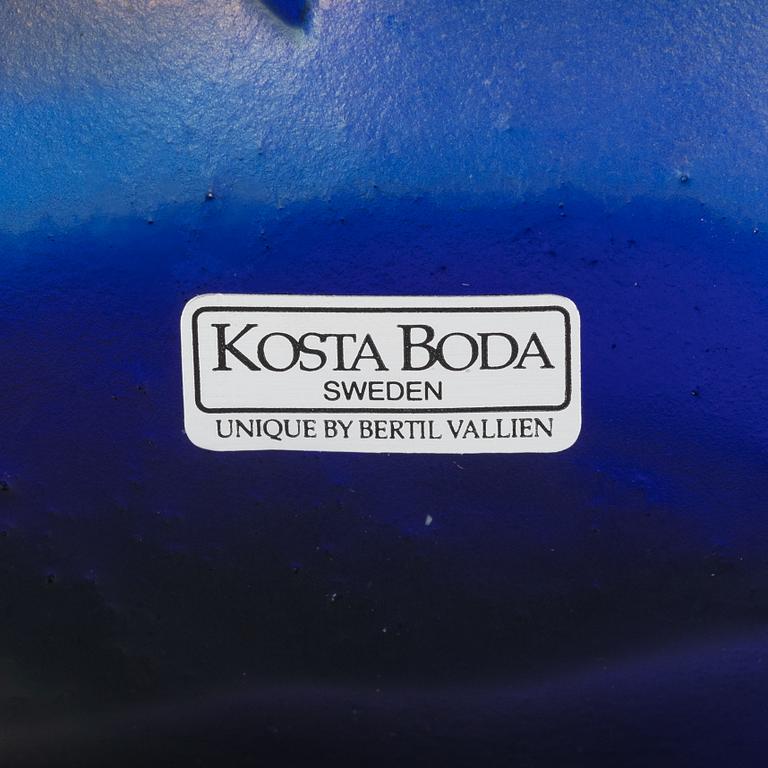 KOSTA BODA
SWEDEN
UNIQUE BY BERTIL VALLIEN